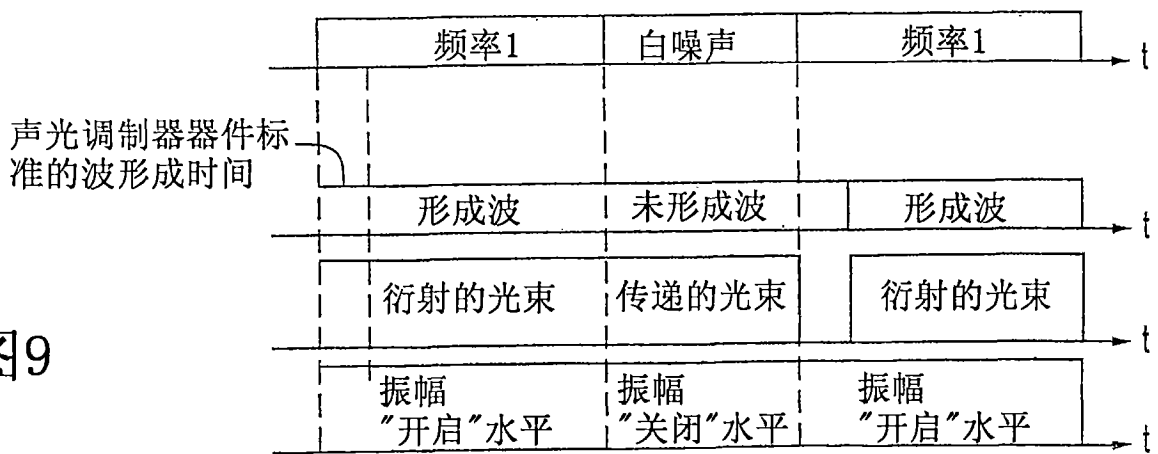 频率1 白噪声 频率1 t
声光调制器器件标
准的波形成时间
形成波 未形成波 形成波 t
衍射的光束 传递的光束 衍射的光束 t
图9
振幅 振幅 振幅
"开启"水平 "关闭"水平 "开启"水平 t